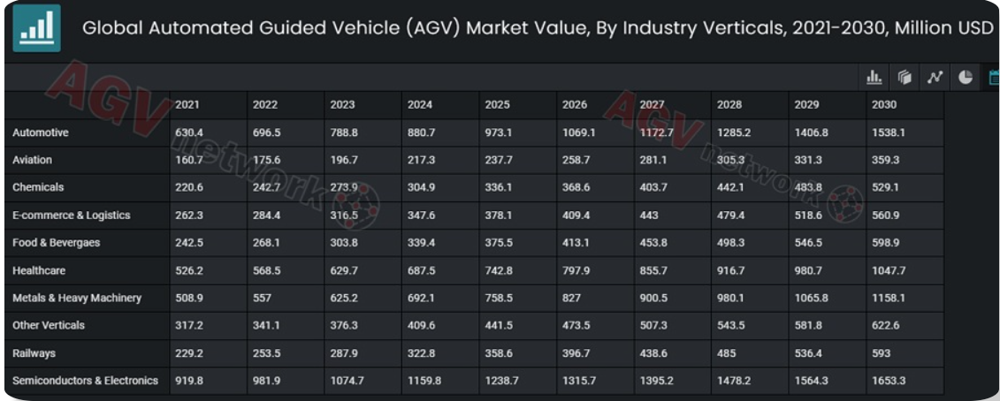 Global Automated Guided Vehicle (AGV) Market Value, By Industry Verticals, 2021-2030, Million USD
2021 2022 2023 2024 2025 2026 2027 2028 2029 2030
Automotive 630.4 696.5 788.8 880.7 973.1 1069.1 1172.7 1285.2 1406.8 1538.1
Aviation 160.7 175.6 196.7 217.3 237.7 258.7 281.1 305.3 331.3 359.3
Chemicals 220.6 242.7 273.9 304.9 336.1 368.6 403.7 442.1 483.8 529.1
E-commerce & Logistics 262.3 284.4 316.5 347.6 378.1 409.4 443 479.4 518.6 560.9
Food & Bevergaes 242.5 268.1 303.8 339.4 375.5 413.1 453.8 498.3 546.5 598.9
Healthcare 526.2 568.5 629.7 687.5 742.8 797.9 855.7 916.7 980.7 1047.7
Metals & Heavy Machinery 508.9 557 625.2 692.1 758.5 827 900.5 980.1 1065.8 1158.1
Other Verticals 317.2 341.1 376.3 409.6 441.5 473.5 507.3 543.5 581.8 622.6
Railways 229.2 253.5 287.9 322.8 358.6 396.7 438.6 485 536.4 593
Semiconductors & Electronics 919.8 981.9 1074.7 1159.8 1238.7 1315.7 1395.2 1478.2 1564.3 1653.3
AGV network
AGV network